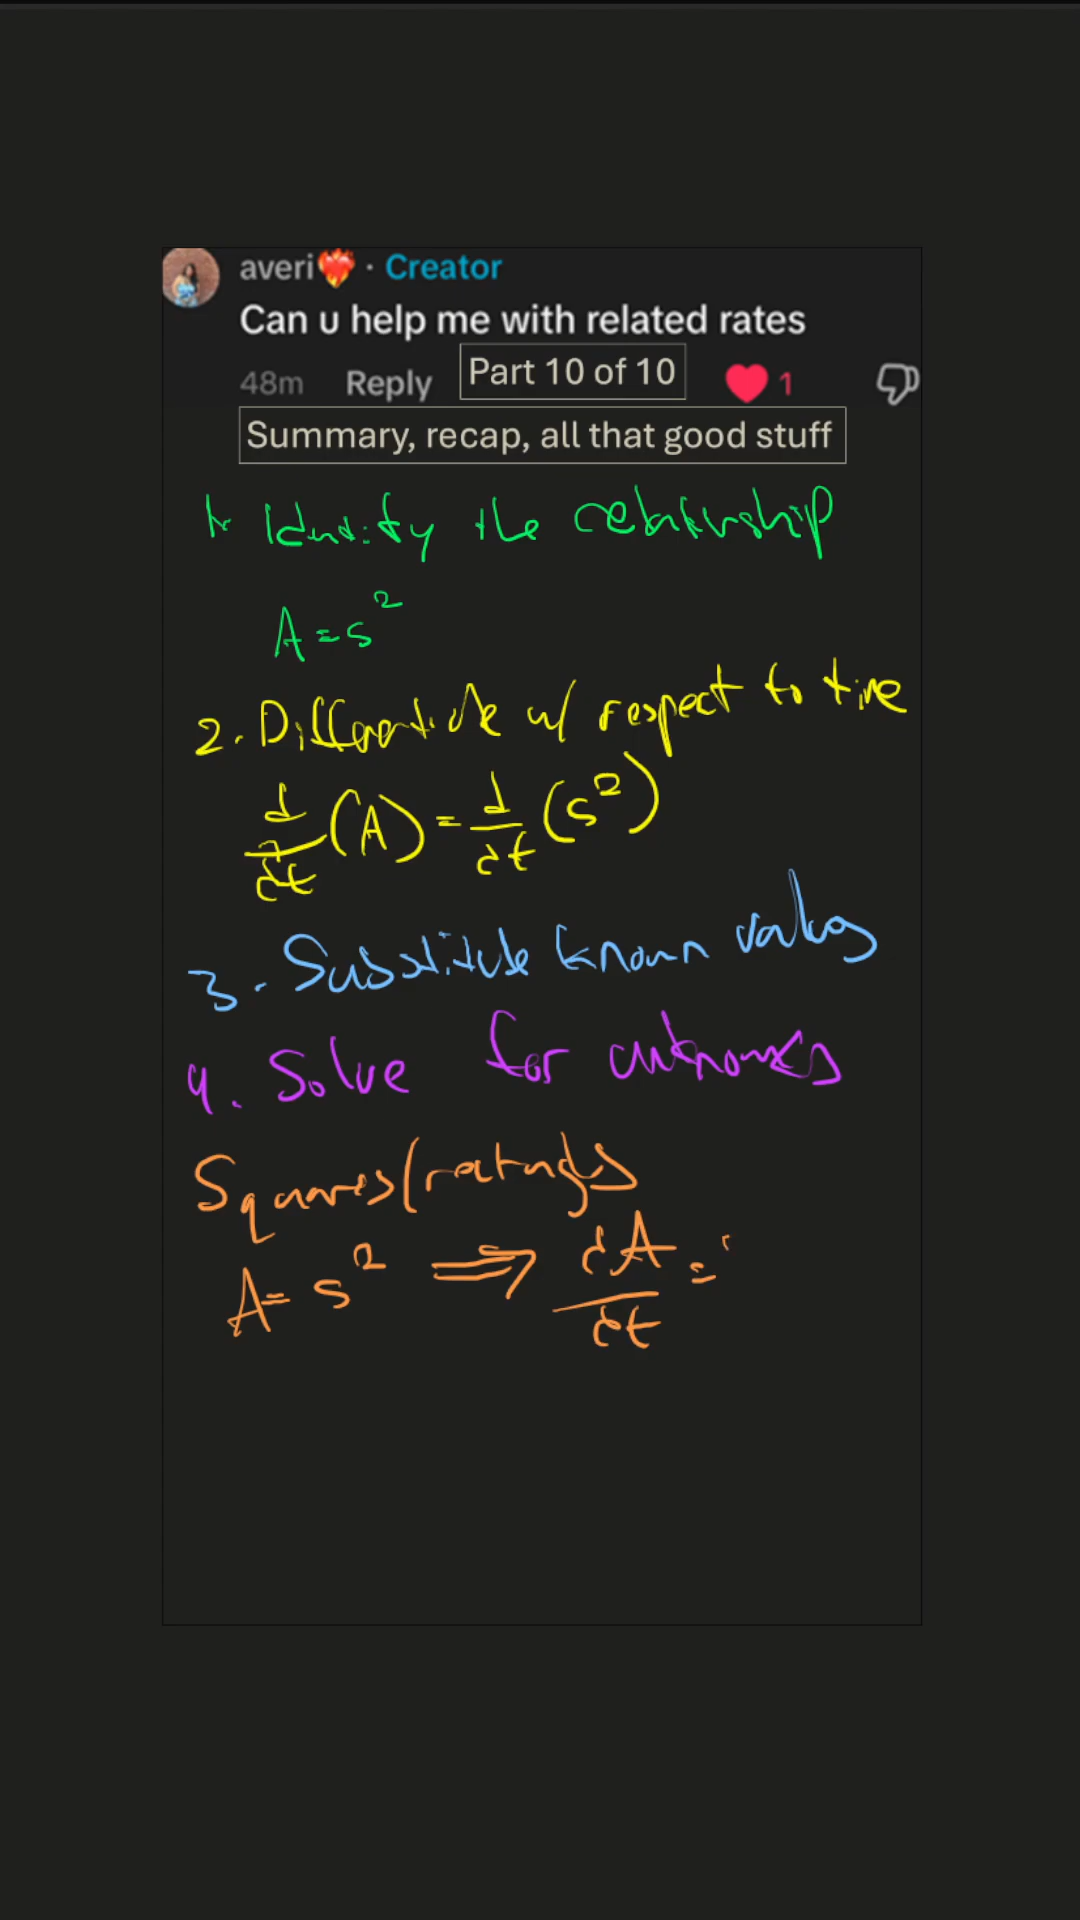 averi❤️‍🔥 · Creator
Can u help me with related rates
48m Reply Part 10 of 10 1
Summary, recap, all that good stuff
1. Identify the relationship
A = s²
2. Differentiate w/ respect to time
d/dt (A) = d/dt (s²)
3. Substitute known values
4. Solve for unknowns
Squares/rectangles
A = s² ⟹ dA/dt =